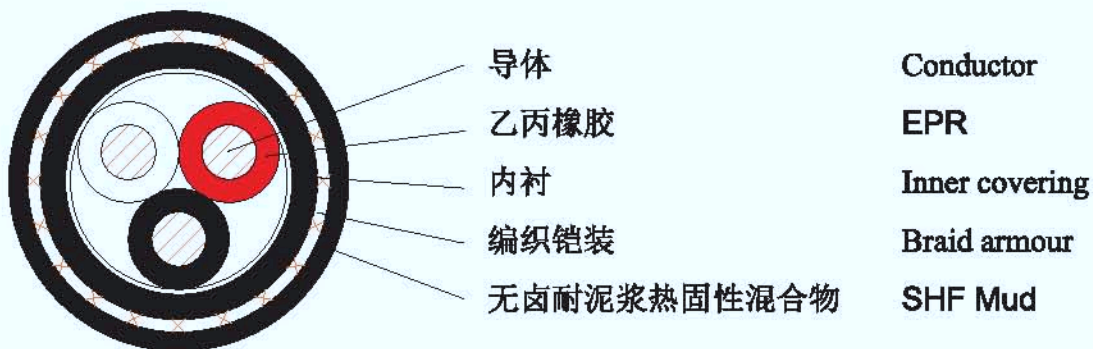 导体 Conductor
乙丙橡胶 EPR
内衬 Inner covering
编织铠装 Braid armour
无卤耐泥浆热固性混合物 SHF Mud